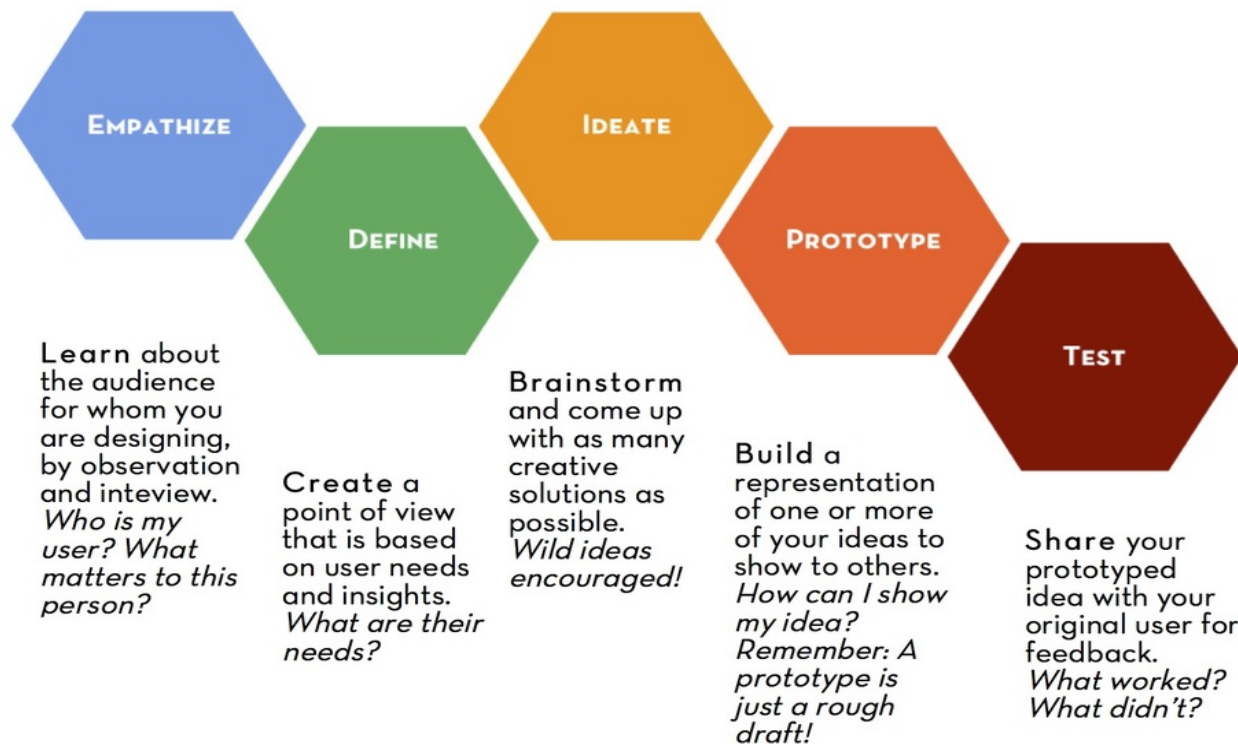 EMPATHIZE
DEFINE
IDEATE
PROTOTYPE
TEST
Learn about
the audience
for whom you
are designing,
by observation
and inteview.
Who is my
user? What
matters to this
person?
Create a
point of view
that is based
on user needs
and insights.
What are their
needs?
Brainstorm
and come up
with as many
creative
solutions as
possible.
Wild ideas
encouraged!
Build a
representation
of one or more
of your ideas to
show to others.
How can I show
my idea?
Remember: A
prototype is
just a rough
draft!
Share your
prototyped
idea with your
original user for
feedback.
What worked?
What didn't?